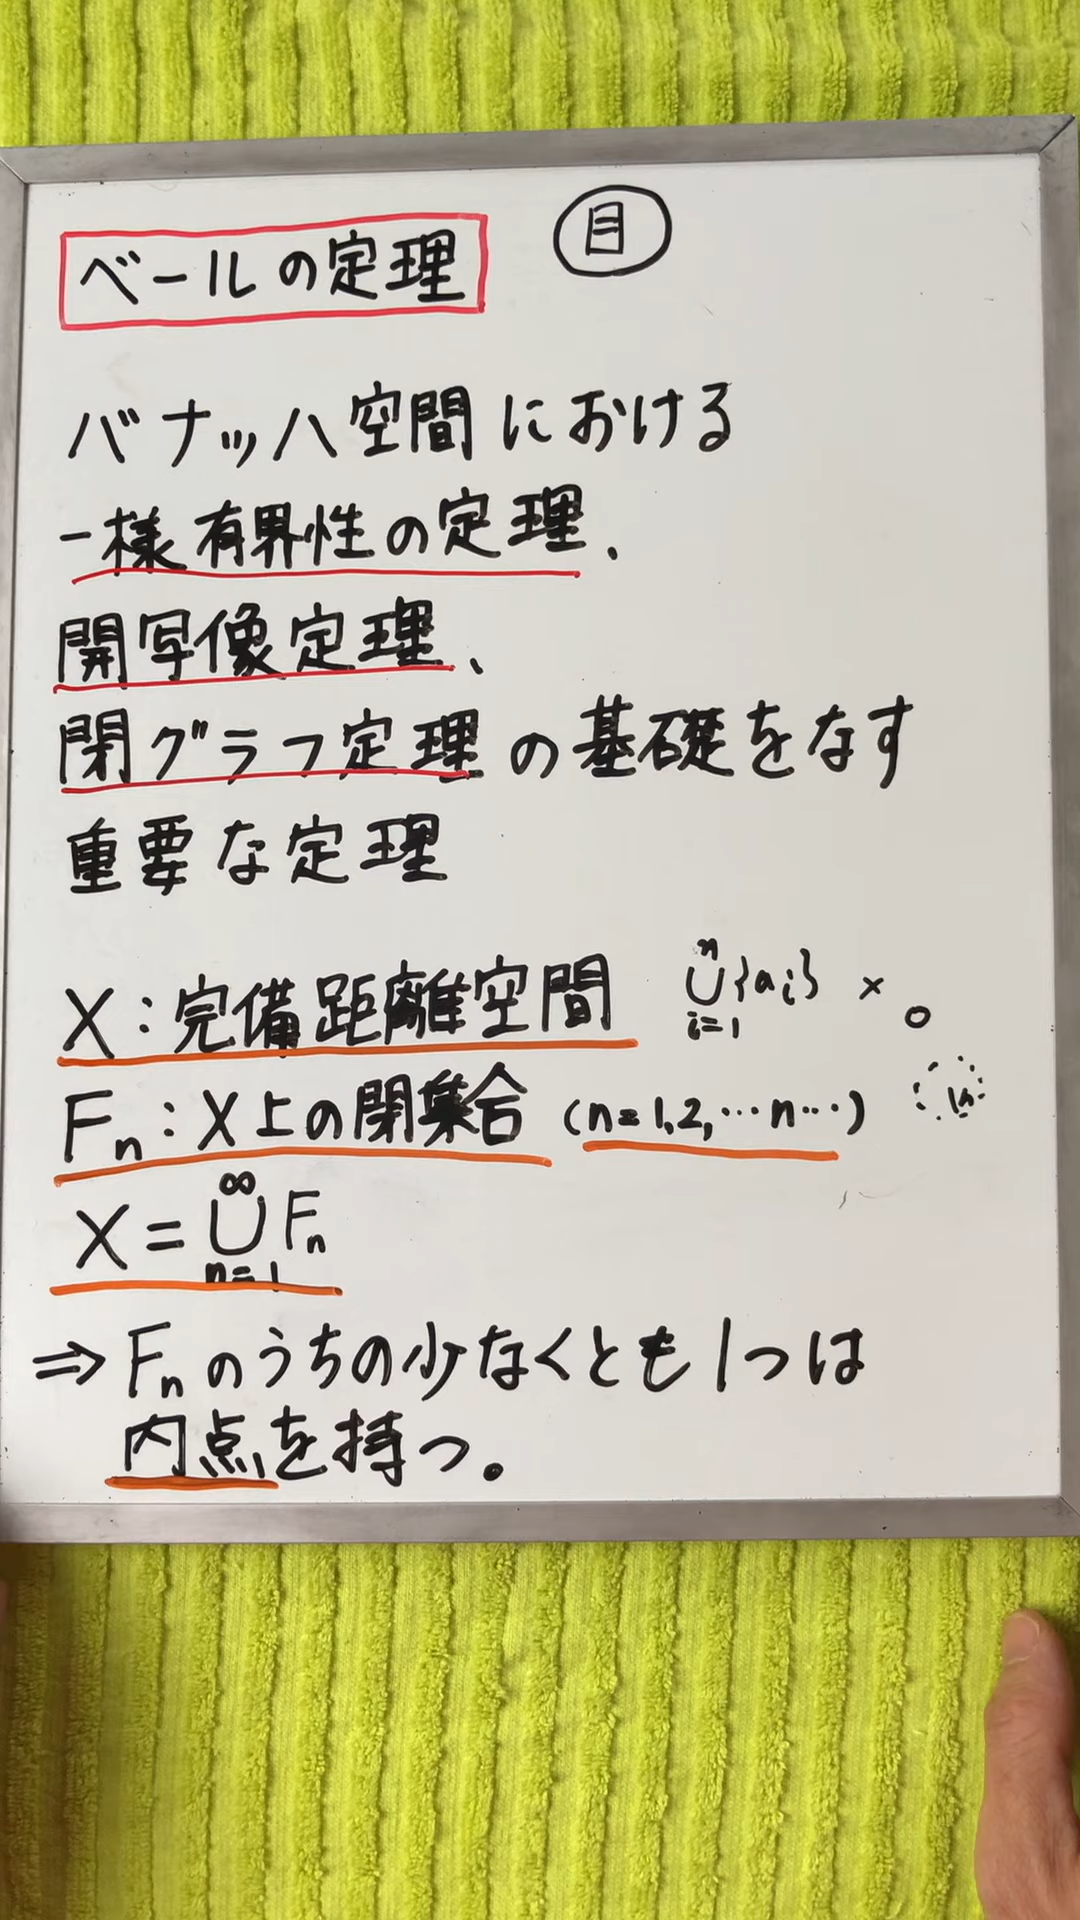 ベールの定理 目
バナッハ空間における
一様有界性の定理、
開写像定理、
閉グラフ定理の基礎をなす
重要な定理
X:完備距離空間
n∪i=1{ai} × o
Fn:X上の閉集合 (n=1,2,…n…)
X=∞∪n=1 Fn
⇒Fnのうちの少なくとも1つは
内点を持つ。